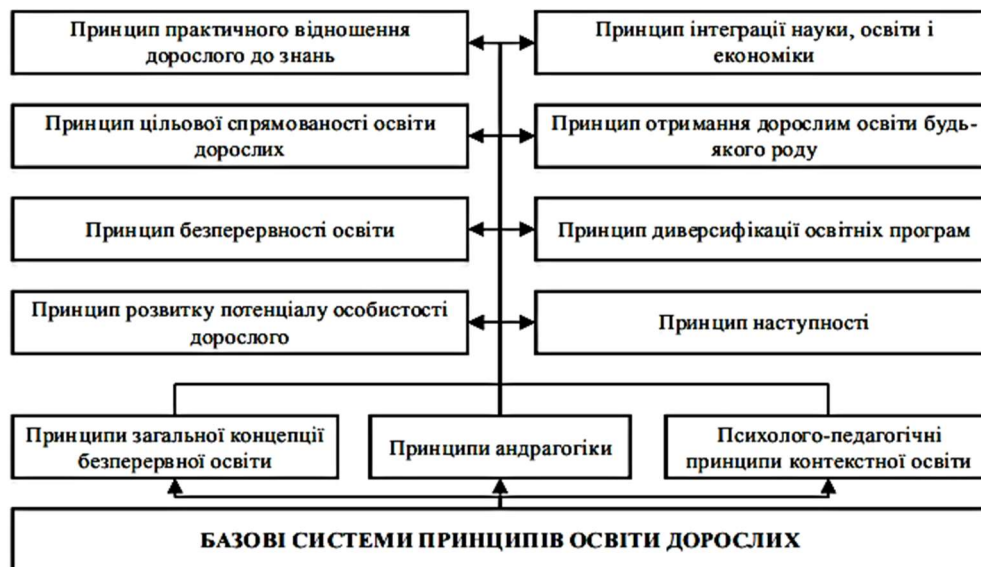 Принцип практичного відношення
дорослого до знань
Принцип інтеграції науки, освіти і
економіки
Принцип цільової спрямованості освіти
дорослих
Принцип отримання дорослим освіти будь-
якого роду
Принцип безперервності освіти
Принцип диверсифікації освітніх програм
Принцип розвитку потенціалу особистості
дорослого
Принцип наступності
Принципи загальної концепції
безперервної освіти
Принципи андрагогіки
Психолого-педагогічні
принципи контекстної освіти
БАЗОВІ СИСТЕМИ ПРИНЦИПІВ ОСВІТИ ДОРОСЛИХ